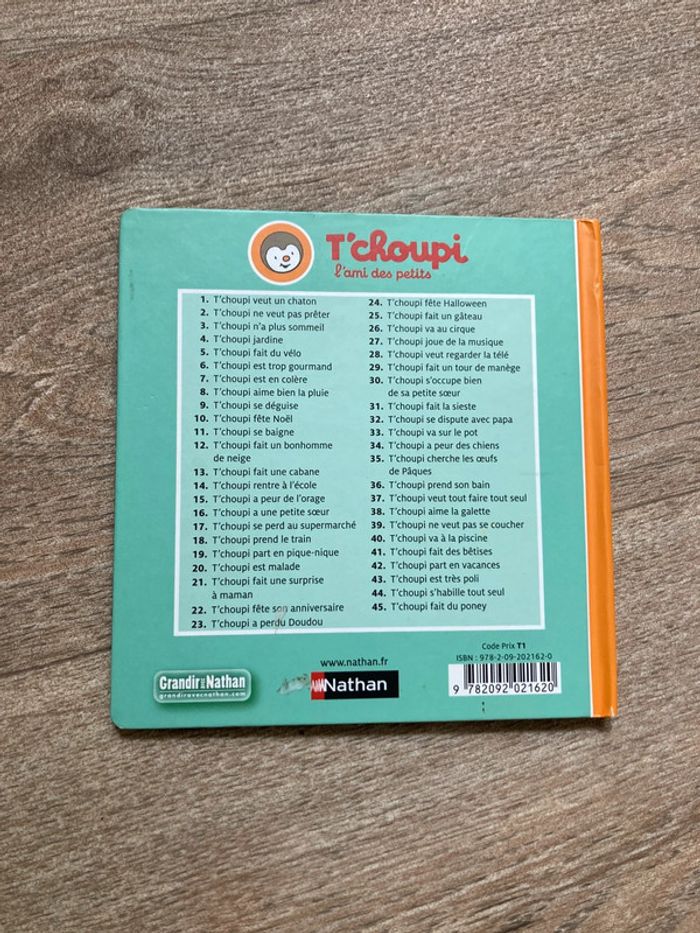 T'choupi
l'ami des petits
1. T'choupi veut un chaton
2. T'choupi ne veut pas prêter
3. T'choupi n'a plus sommeil
4. T'choupi jardine
5. T'choupi fait du vélo
6. T'choupi est trop gourmand
7. T'choupi est en colère
8. T'choupi aime bien la pluie
9. T'choupi se déguise
10. T'choupi fête Noël
11. T'choupi se baigne
12. T'choupi fait un bonhomme
de neige
13. T'choupi fait une cabane
14. T'choupi rentre à l'école
15. T'choupi a peur de l'orage
16. T'choupi a une petite sœur
17. T'choupi se perd au supermarché
18. T'choupi prend le train
19. T'choupi part en pique-nique
20. T'choupi est malade
21. T'choupi fait une surprise
à maman
22. T'choupi fête son anniversaire
23. T'choupi a perdu Doudou
24. T'choupi fête Halloween
25. T'choupi fait un gâteau
26. T'choupi va au cirque
27. T'choupi joue de la musique
28. T'choupi veut regarder la télé
29. T'choupi fait un tour de manège
30. T'choupi s'occupe bien
de sa petite sœur
31. T'choupi fait la sieste
32. T'choupi se dispute avec papa
33. T'choupi va sur le pot
34. T'choupi a peur des chiens
35. T'choupi cherche les œufs
de Pâques
36. T'choupi prend son bain
37. T'choupi veut tout faire tout seul
38. T'choupi aime la galette
39. T'choupi ne veut pas se coucher
40. T'choupi va à la piscine
41. T'choupi fait des bêtises
42. T'choupi part en vacances
43. T'choupi est très poli
44. T'choupi s'habille tout seul
45. T'choupi fait du poney
Grandir avec Nathan
grandiravecnathan.com
www.nathan.fr
Nathan
Code Prix T1
ISBN : 978-2-09-202162-0
9 782092 021620